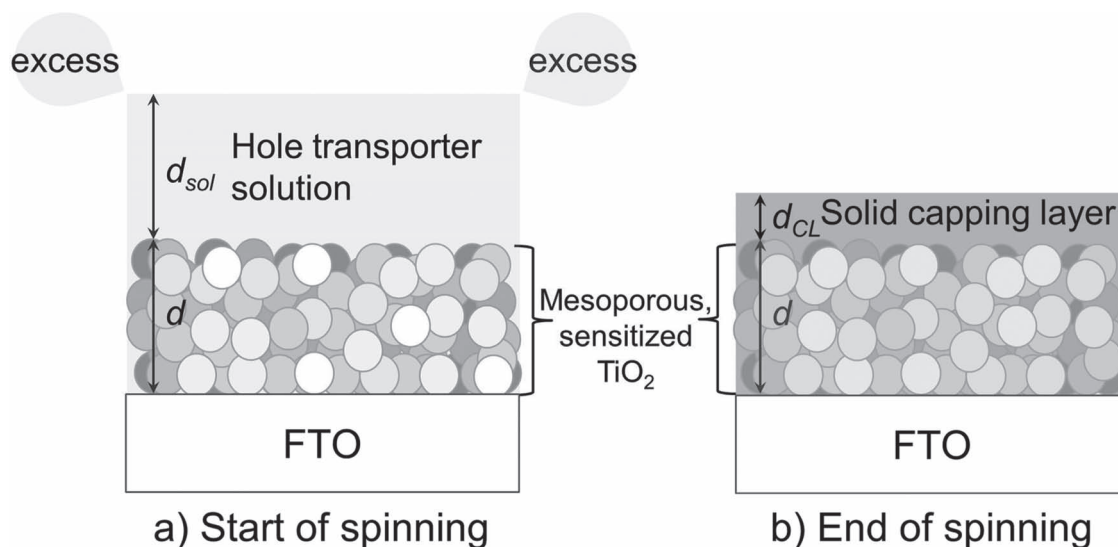 excess
excess
d_sol
Hole transporter
solution
d
Mesoporous,
sensitized
TiO₂
FTO
a) Start of spinning
d_CL
Solid capping layer
d
FTO
b) End of spinning